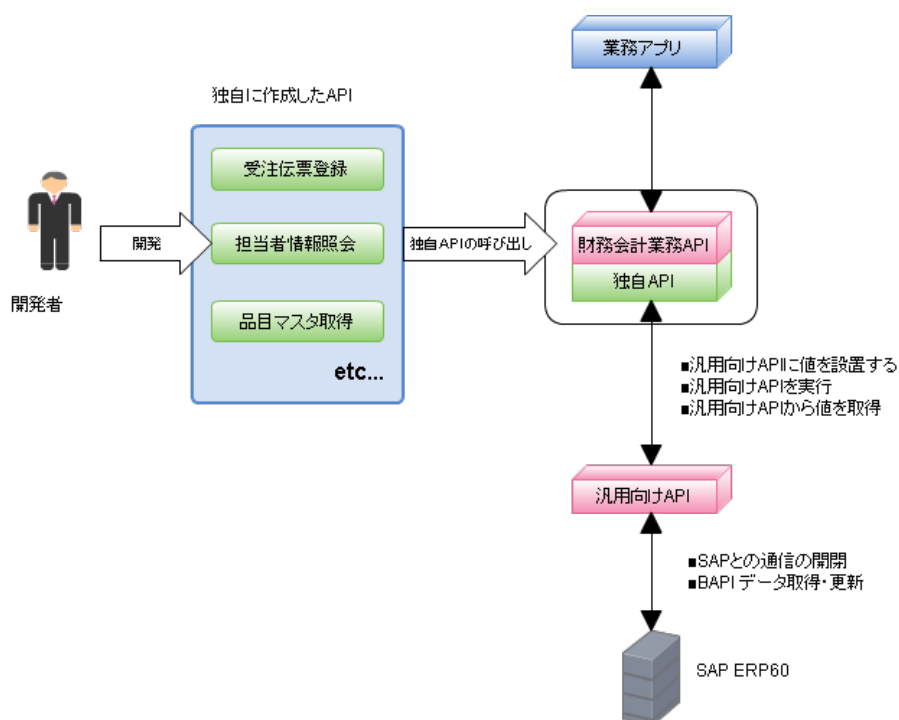 業務アプリ
独自に作成したAPI
受注伝票登録
開発
担当者情報照会
独自APIの呼び出し
財務会計業務API
独自API
開発者
品目マスタ取得
etc...
■汎用向けAPIに値を設置する
■汎用向けAPIを実行
■汎用向けAPIから値を取得
汎用向けAPI
■SAPとの通信の開閉
■BAPIデータ取得・更新
SAP ERP60